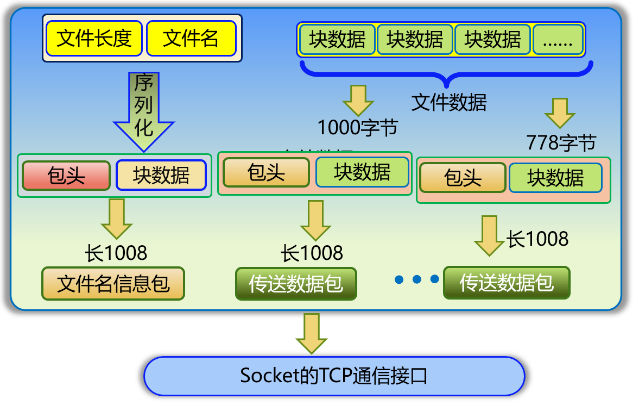 文件长度 文件名
块数据 块数据 块数据 ......
序列化
文件数据
1000字节
778字节
包头 块数据
包头 块数据
包头 块数据
长1008
长1008
长1008
文件名信息包
传送数据包
传送数据包
Socket的TCP通信接口